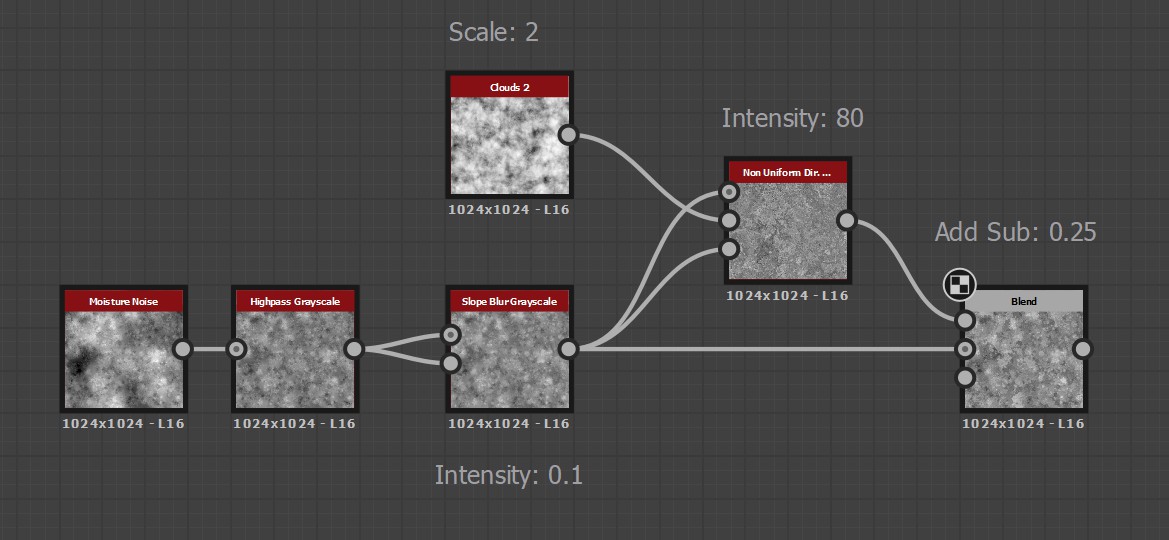 Scale: 2
Clouds 2
1024x1024 - L16
Intensity: 80
Non Uniform Dir. ...
1024x1024 - L16
Add Sub: 0.25
Moisture Noise
1024x1024 - L16
Highpass Grayscale
1024x1024 - L16
Slope Blur Grayscale
1024x1024 - L16
Blend
1024x1024 - L16
Intensity: 0.1